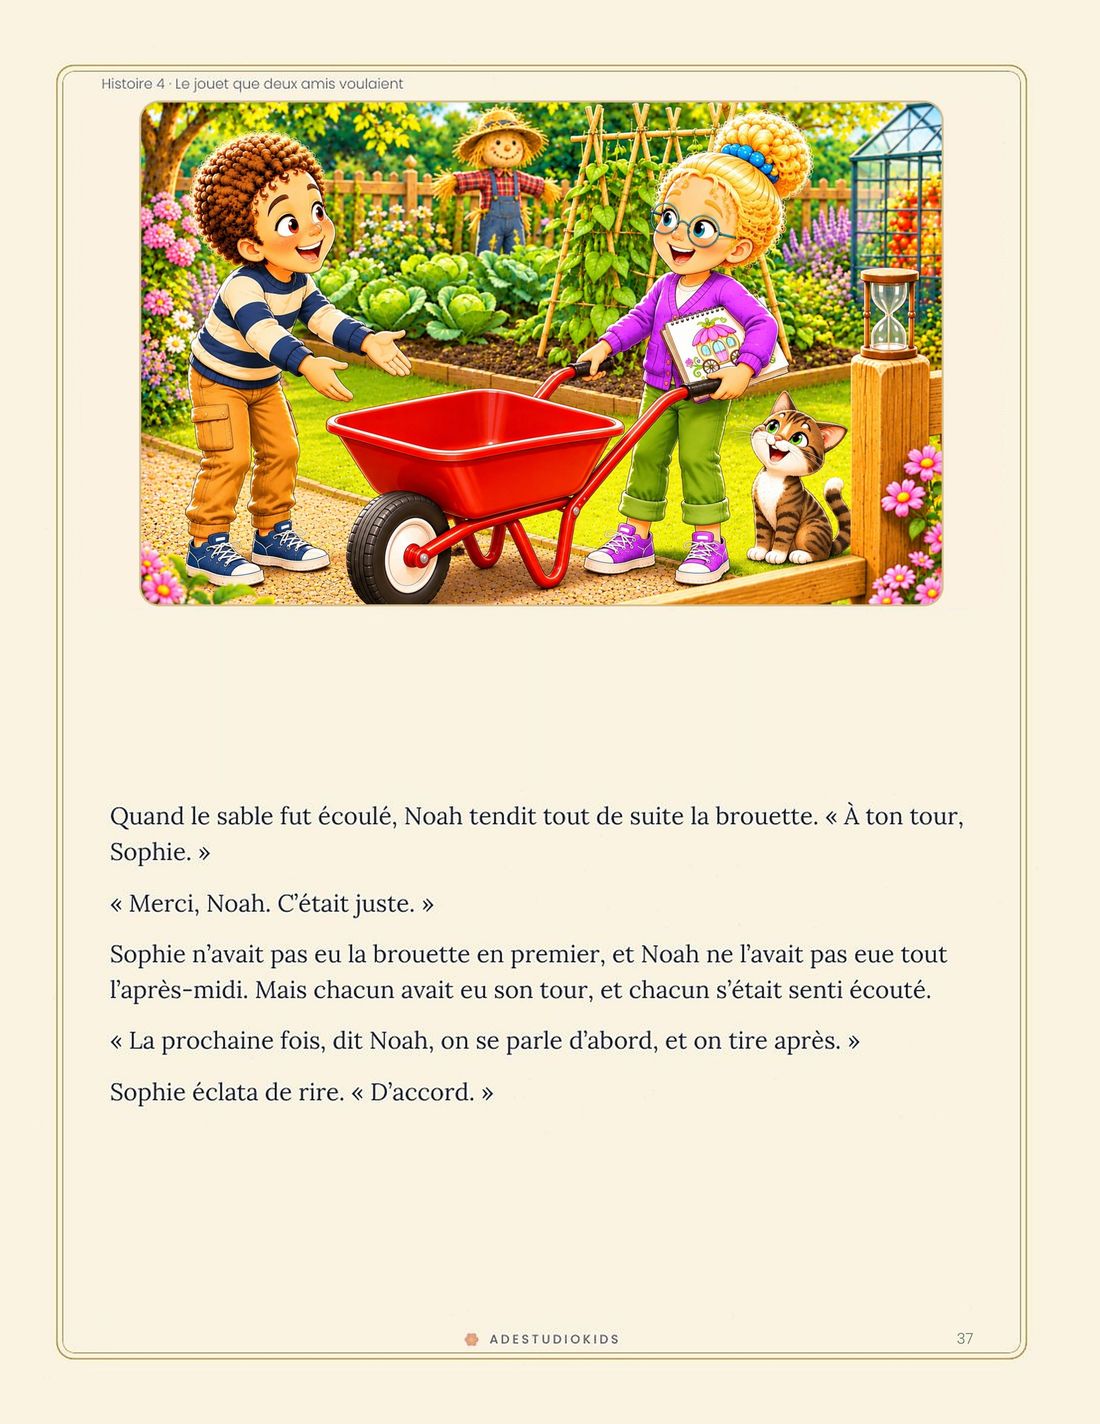 Histoire 4 · Le jouet que deux amis voulaient
Quand le sable fut écoulé, Noah tendit tout de suite la brouette. « À ton tour,
Sophie. »
« Merci, Noah. C’était juste. »
Sophie n’avait pas eu la brouette en premier, et Noah ne l’avait pas eue tout
l’après-midi. Mais chacun avait eu son tour, et chacun s’était senti écouté.
« La prochaine fois, dit Noah, on se parle d’abord, et on tire après. »
Sophie éclata de rire. « D’accord. »
ADESTUDIOKIDS
37